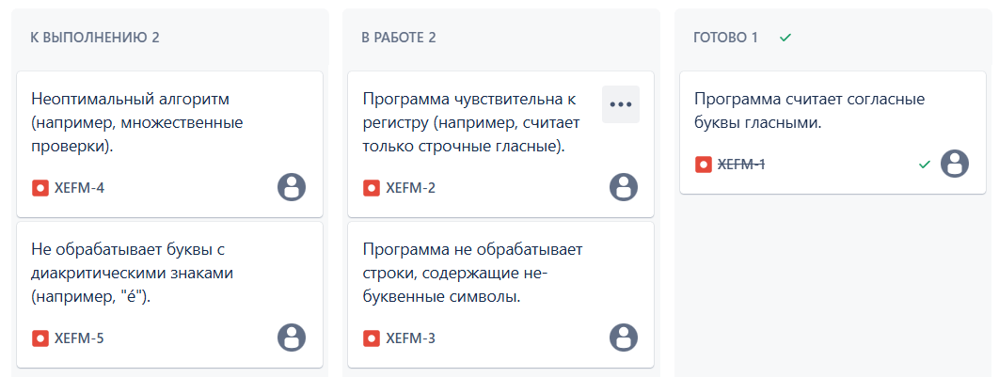 К ВЫПОЛНЕНИЮ 2
Неоптимальный алгоритм
(например, множественные
проверки).
XEFM-4
Не обрабатывает буквы с
диакритическими знаками
(например, "é").
XEFM-5
В РАБОТЕ 2
Программа чувствительна к
регистру (например, считает
только строчные гласные).
XEFM-2
Программа не обрабатывает
строки, содержащие не-
буквенные символы.
XEFM-3
ГОТОВО 1
Программа считает согласные
буквы гласными.
XEFM-1